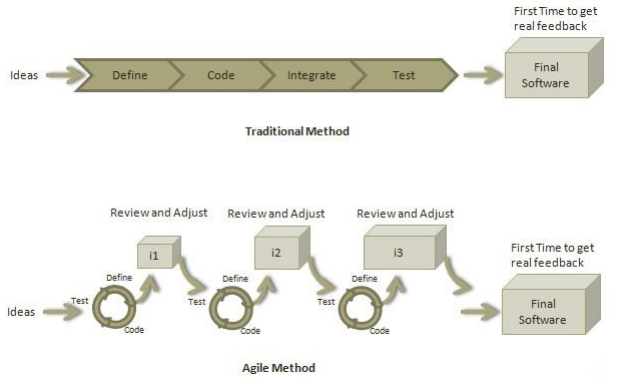 First Time to get
real feedback
Ideas
Define
Code
Integrate
Test
Final
Software
Traditional Method
Review and Adjust
Review and Adjust
Review and Adjust
i1
i2
i3
First Time to get
real feedback
Ideas
Test
Define
Code
Test
Define
Code
Test
Define
Code
Final
Software
Agile Method